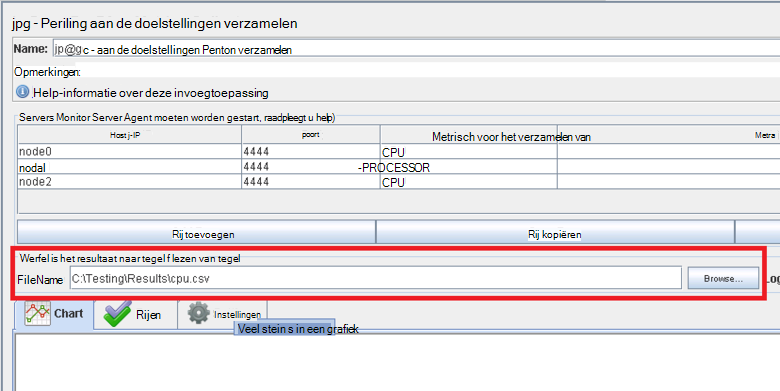 jpg - Periling aan de doelstellingen verzamelen
Name: jp@gc - aan de doelstellingen Penton verzamelen
Opmerkingen:
Help-informatie over deze invoegtoepassing
Servers Monitor Server Agent moeten worden gestart, raadpleegt u help)
Host j-IP poort Metrisch voor het verzamelen van Metra
node0 4444 CPU
nodal 4444 -PROCESSOR
node2 4444 CPU
Rij toevoegen Rij kopiëren
Werfel is het resultaat naar tegel f lezen van tegel
FileName C:\Testing\Results\cpu.csv Browse... Log
Chart Rijen Instellingen
Veel stein s in een grafiek